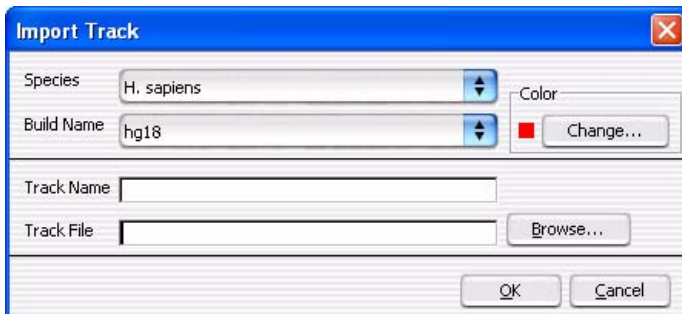 Import Track
Species
H. sapiens
Color
Build Name
hg18
Change...
Track Name
Track File
Browse...
OK
Cancel